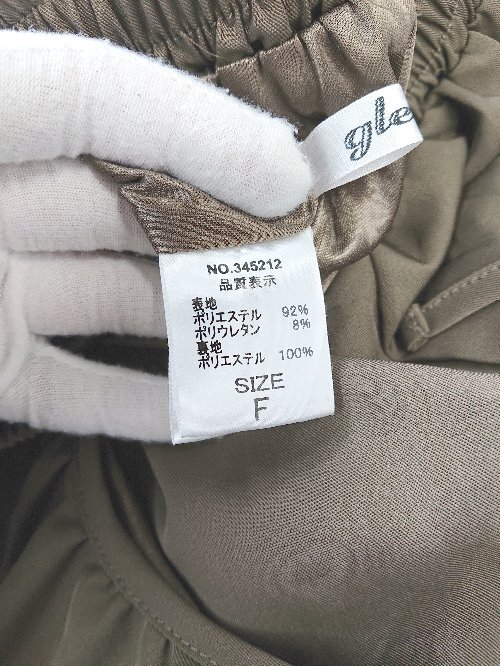 gle
NO.345212
品質表示
表地
ポリエステル 92%
ポリウレタン 8%
裏地
ポリエステル 100%
SIZE
F